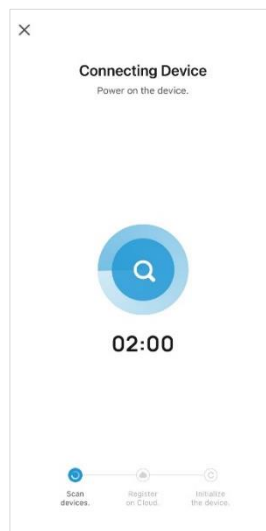 Connecting Device
Power on the device.
02:00
Scan
devices.
Register
on Cloud.
Initialize
the device.